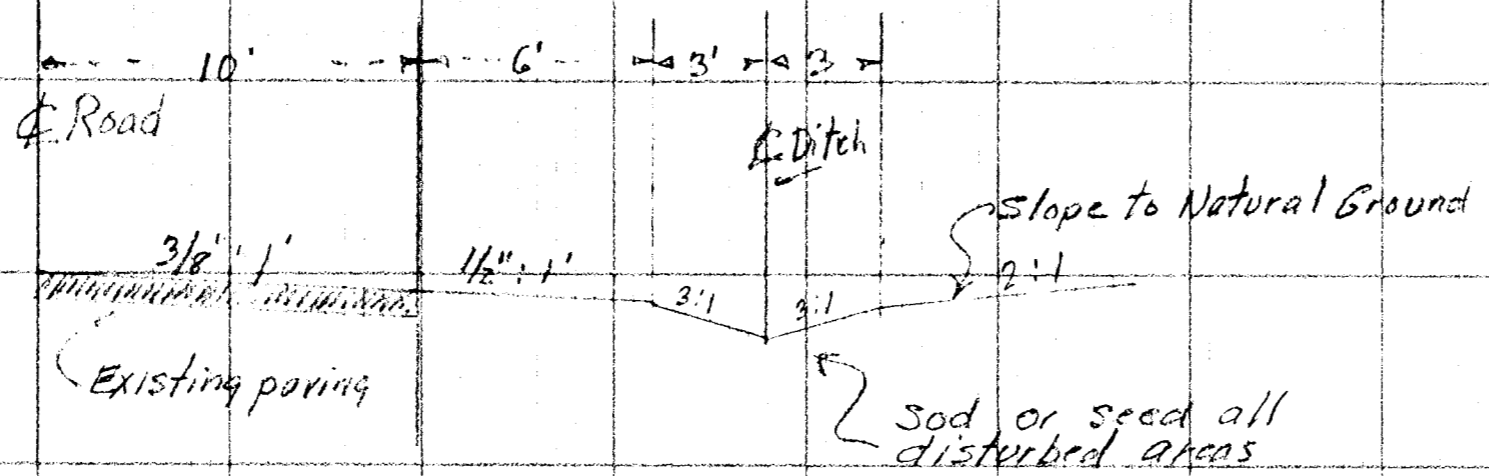 10'
6'
3'
3
℄ Road
℄ Ditch
Slope to Natural Ground
3/8' : 1'
1/2" : 1'
3:1
3:1
2:1
Existing paving
Sod or seed all
disturbed areas